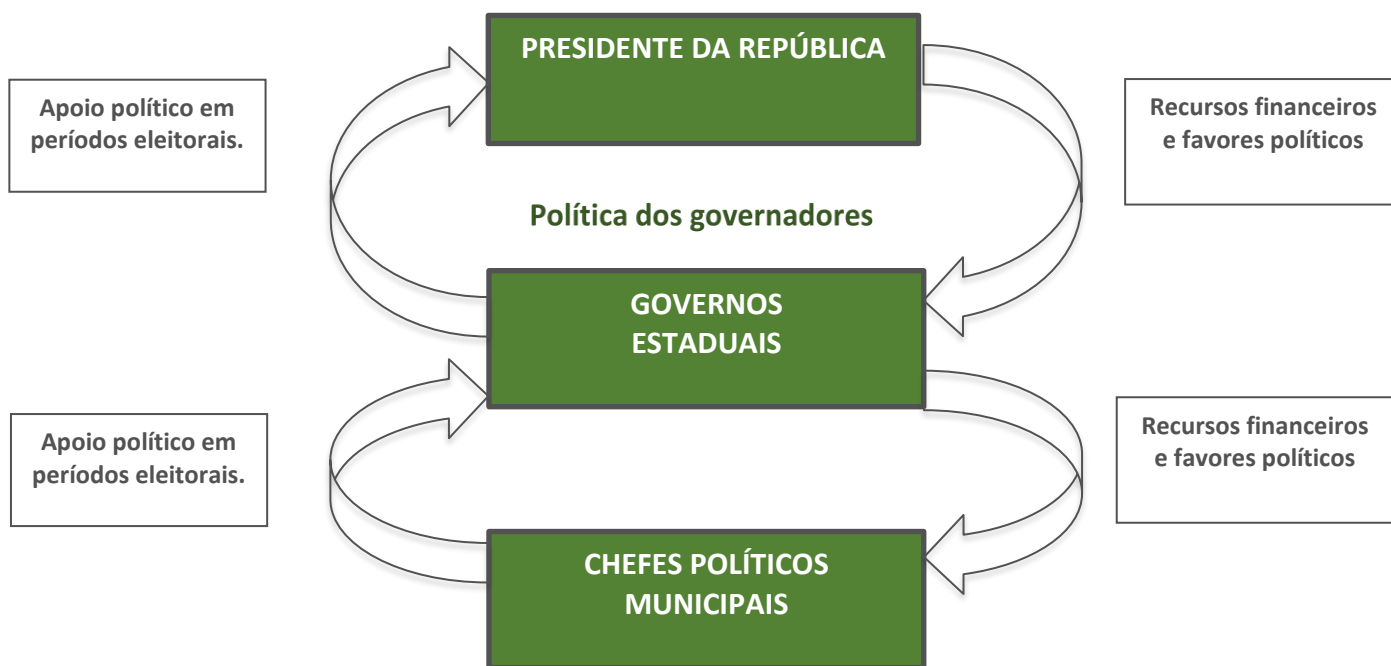 PRESIDENTE DA REPÚBLICA
Apoio político em
períodos eleitorais.
Recursos financeiros
e favores políticos
Política dos governadores
GOVERNOS
ESTADUAIS
Apoio político em
períodos eleitorais.
Recursos financeiros
e favores políticos
CHEFES POLÍTICOS
MUNICIPAIS